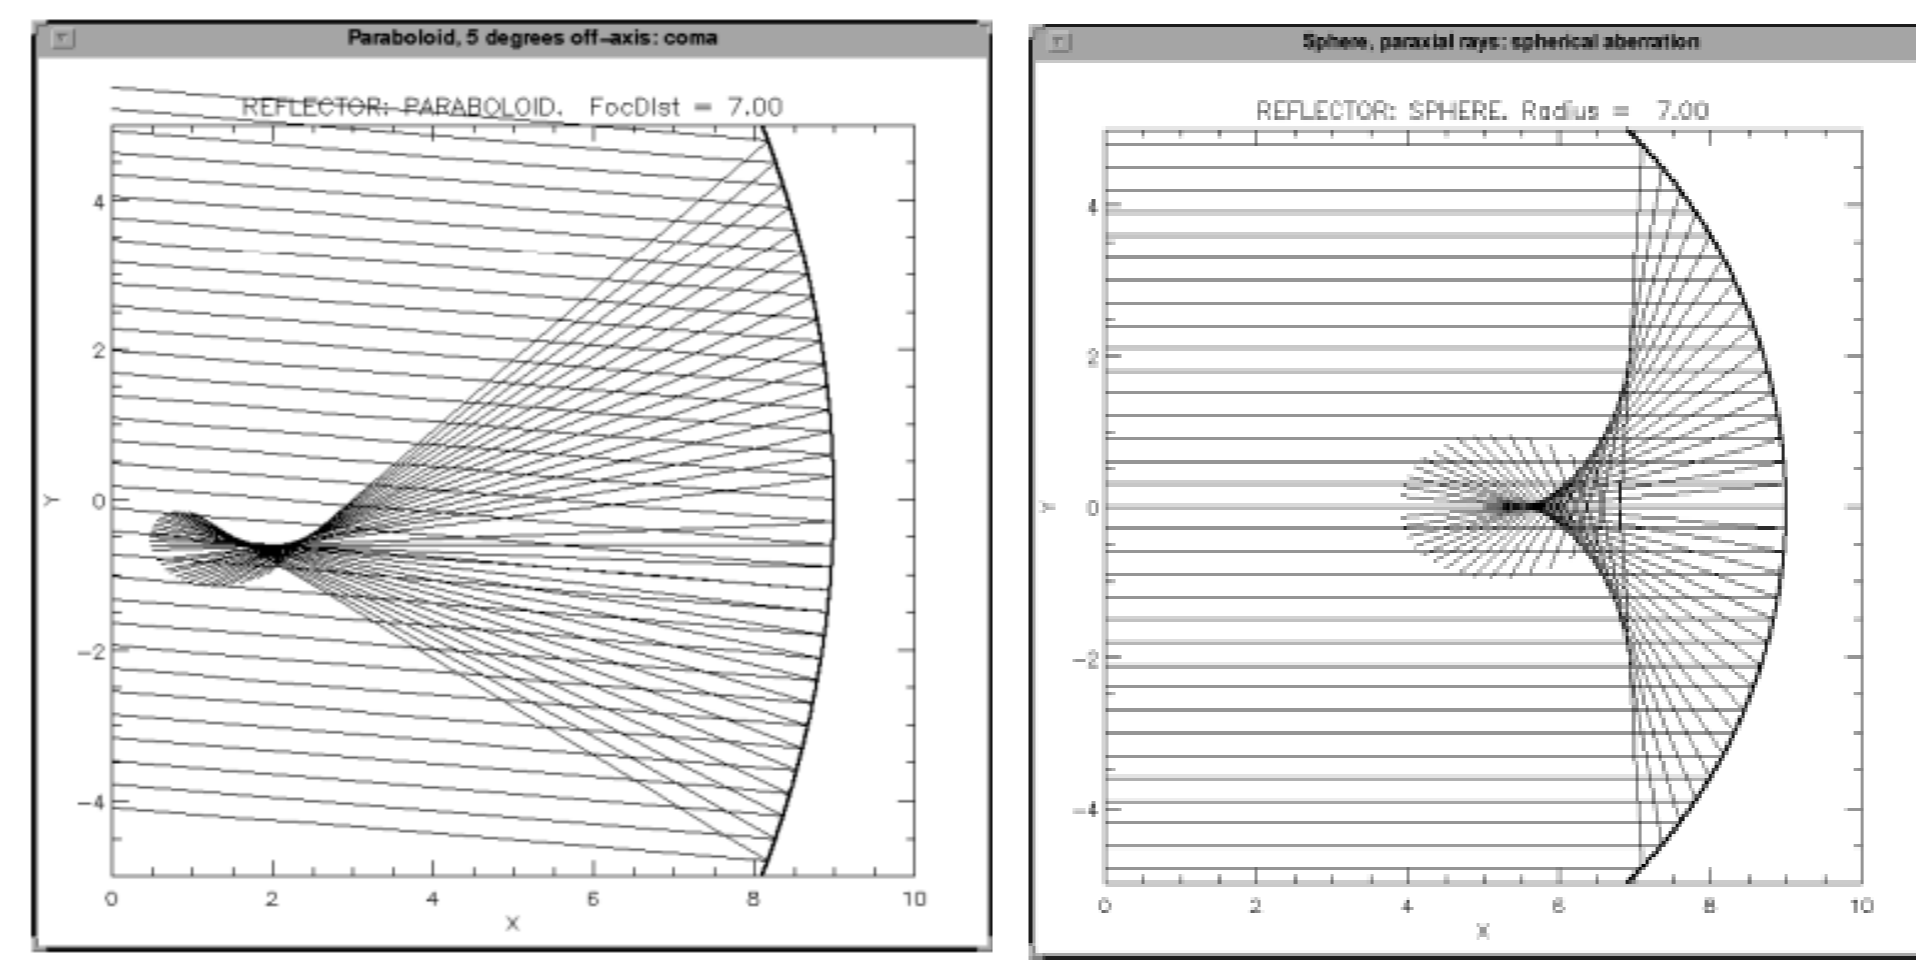 Paraboloid, 5 degrees off-axis: coma
REFLECTOR: PARABOLOID. FocDist = 7.00
4
2
0
-2
-4
Y
0 2 4 6 8 10
X
Sphere, paraxial rays: spherical aberration
REFLECTOR: SPHERE. Radius = 7.00
4
2
0
-2
-4
Y
0 2 4 6 8 10
X